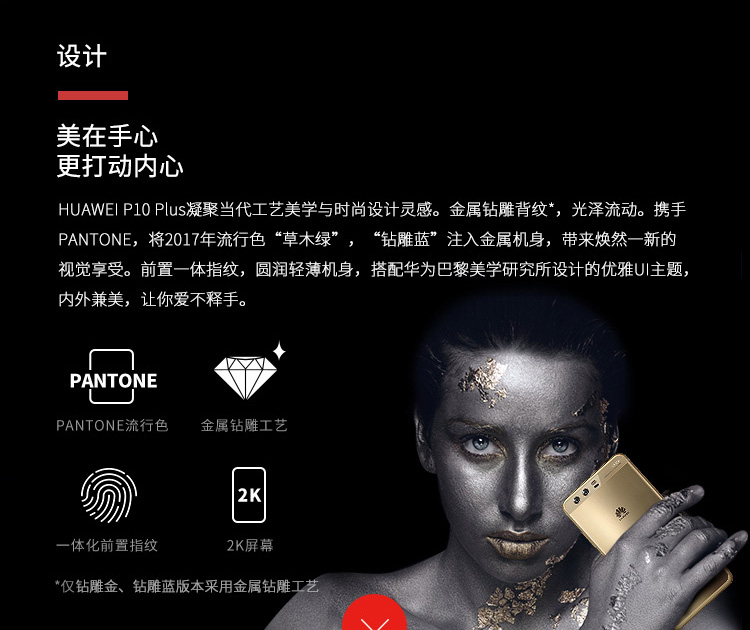 设计
美在手心
更打动内心
HUAWEI P10 Plus凝聚当代工艺美学与时尚设计灵感。金属钻雕背纹*，光泽流动。携手
PANTONE，将2017年流行色“草木绿”，“钻雕蓝”注入金属机身，带来焕然一新的
视觉享受。前置一体指纹，圆润轻薄机身，搭配华为巴黎美学研究所设计的优雅UI主题，
内外兼美，让你爱不释手。
PANTONE
PANTONE流行色
金属钻雕工艺
2K
一体化前置指纹
2K屏幕
*仅钻雕金、钻雕蓝版本采用金属钻雕工艺